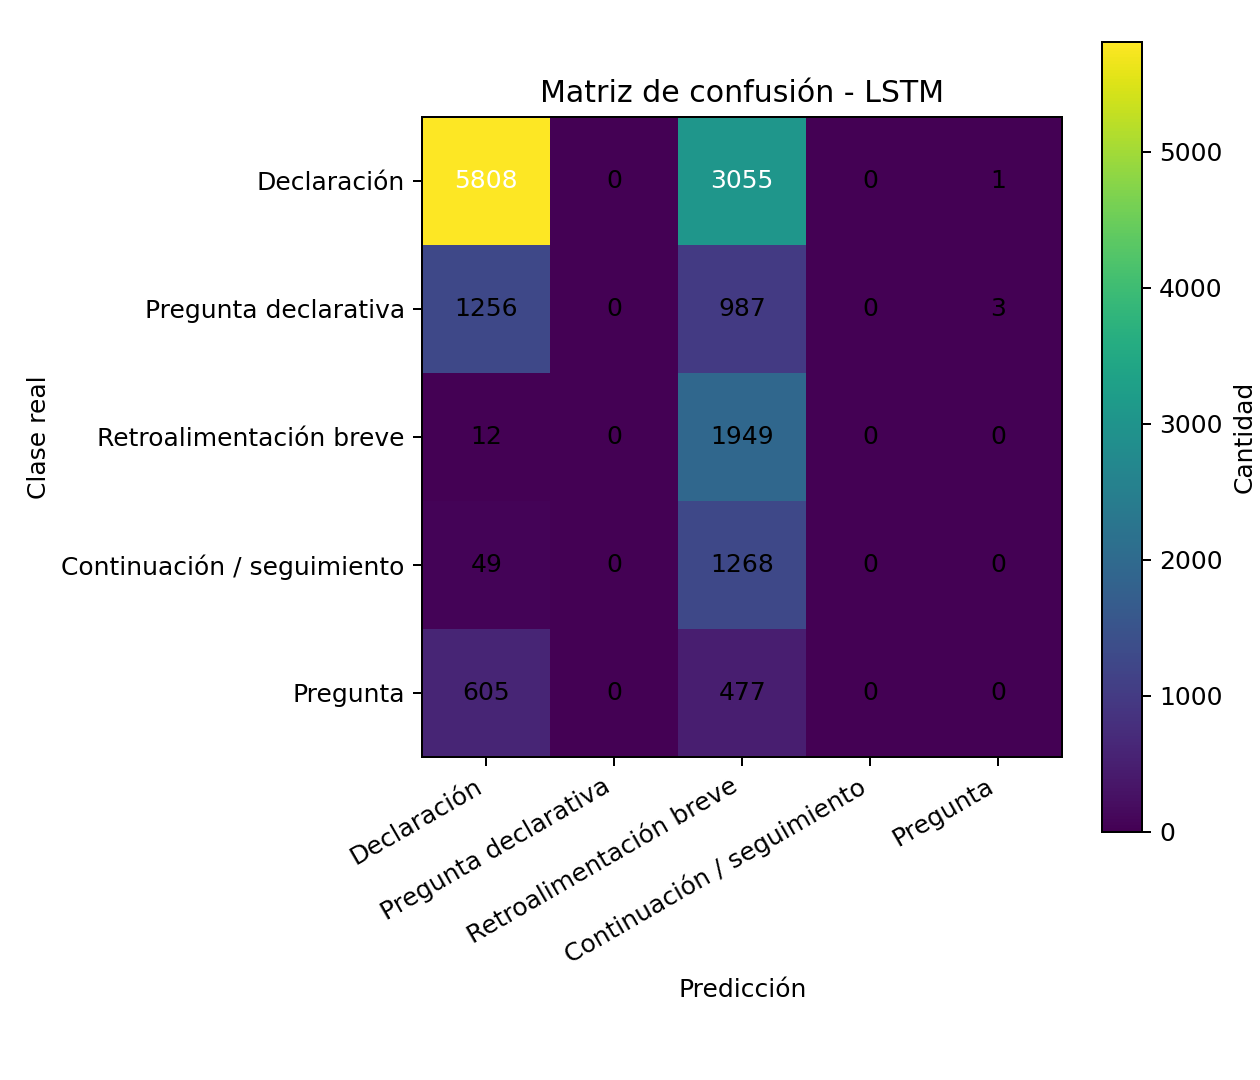 Matriz de confusión - LSTM
Declaración 5808 0 3055 0 1
Pregunta declarativa 1256 0 987 0 3
Retroalimentación breve 12 0 1949 0 0
Continuación / seguimiento 49 0 1268 0 0
Pregunta 605 0 477 0 0
Clase real
Declaración
Pregunta declarativa
Retroalimentación breve
Continuación / seguimiento
Pregunta
Predicción
5000
4000
3000
2000
1000
0
Cantidad